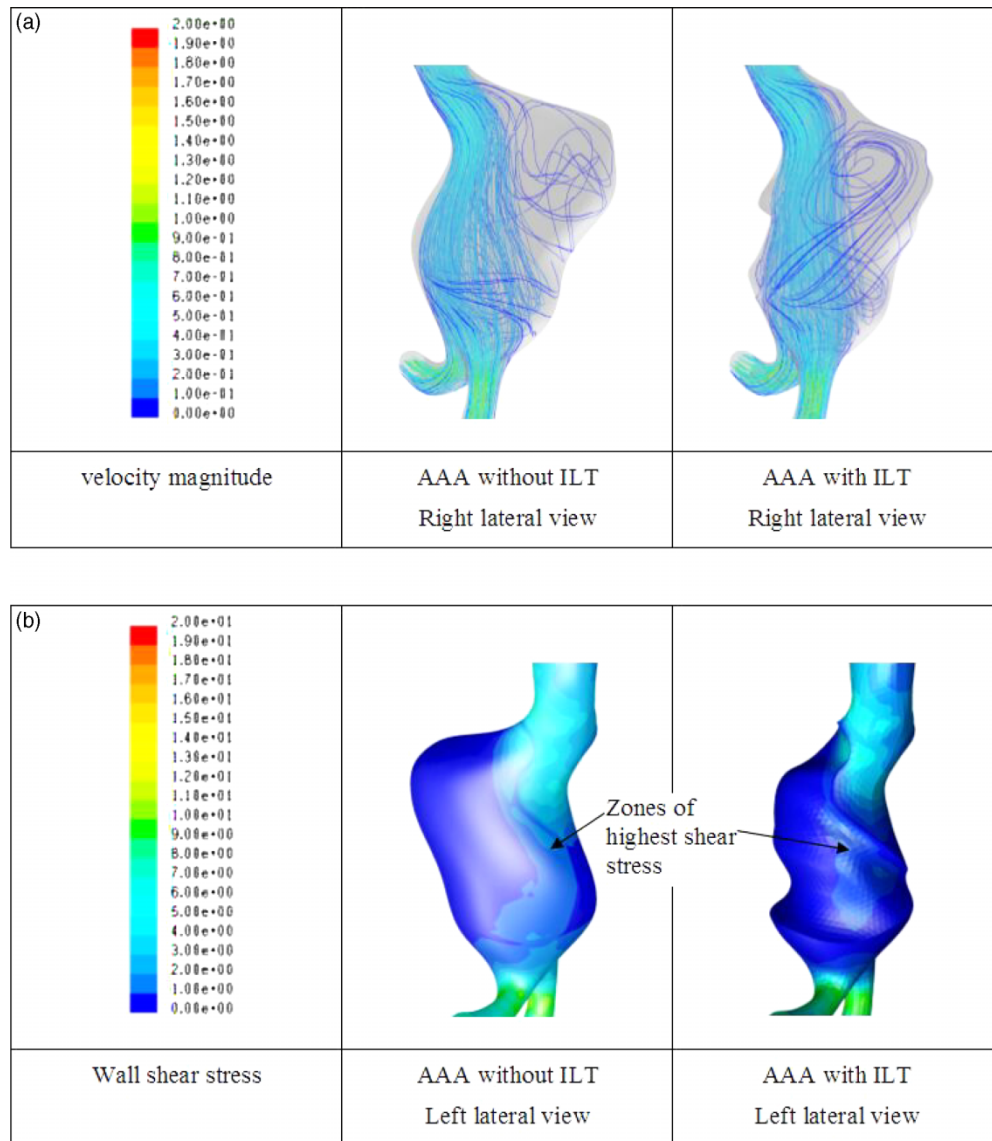 (a)
2.00e+00
1.90e+00
1.80e+00
1.70e+00
1.60e+00
1.50e+00
1.40e+00
1.30e+00
1.20e+00
1.10e+00
1.00e+00
9.00e-01
8.00e-01
7.00e-01
6.00e-01
5.00e-01
4.00e-01
3.00e-01
2.00e-01
1.00e-01
0.00e+00
velocity magnitude
AAA without ILT
Right lateral view
AAA with ILT
Right lateral view
(b)
2.00e+01
1.90e+01
1.80e+01
1.70e+01
1.60e+01
1.50e+01
1.40e+01
1.30e+01
1.20e+01
1.10e+01
1.00e+01
9.00e+00
8.00e+00
7.00e+00
6.00e+00
5.00e+00
4.00e+00
3.00e+00
2.00e+00
1.00e+00
0.00e+00
Zones of
highest shear
stress
Wall shear stress
AAA without ILT
Left lateral view
AAA with ILT
Left lateral view